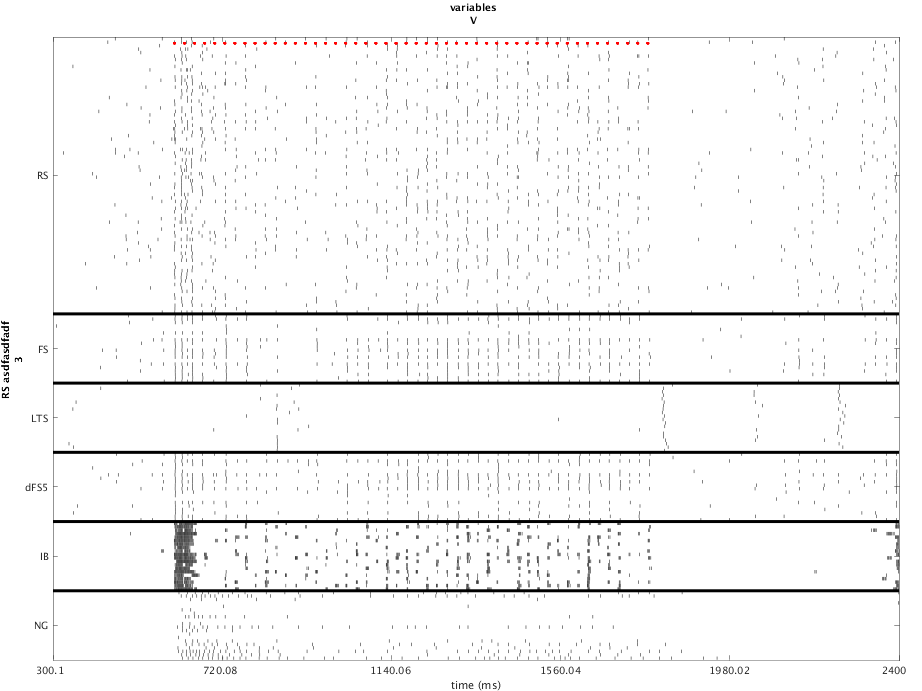 variables
V
RS
FS
LTS
dFS5
IB
NG
RS asdfasdfadf
3
300.1 720.08 1140.06 1560.04 1980.02 2400
time (ms)